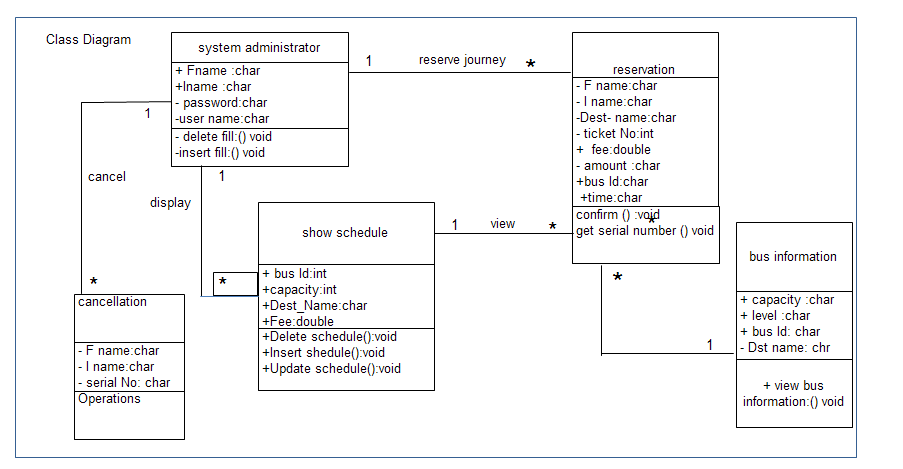 Class Diagram
system administrator
+ Fname :char
+lname :char
- password:char
-user name:char
- delete fill:() void
-insert fill:() void
1
reserve journey
*
reservation
- F name:char
- l name:char
-Dest- name:char
- ticket No:int
+ fee:double
- amount :char
+bus Id:char
+time:char
confirm () :void
*
get serial number () void
1
cancel
*
1
display
*
show schedule
+ bus Id:int
+capacity:int
+Dest_Name:char
+Fee:double
+Delete schedule():void
+Insert shedule():void
+Update schedule():void
1
view
*
cancellation
- F name:char
- l name:char
- serial No: char
Operations
*
1
bus information
+ capacity :char
+ level :char
+ bus Id: char
- Dst name: chr
+ view bus
information:() void